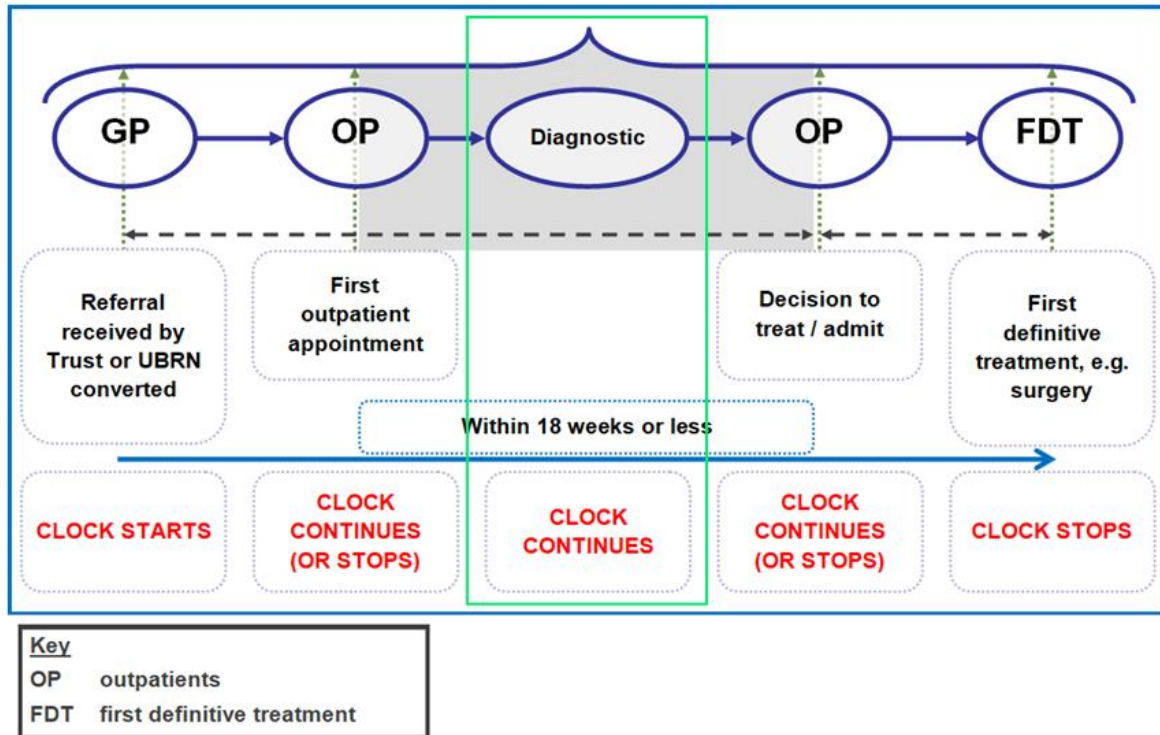 GP
OP
Diagnostic
OP
FDT
Referral
received by
Trust or UBRN
converted
First
outpatient
appointment
Decision to
treat / admit
First
definitive
treatment, e.g.
surgery
Within 18 weeks or less
CLOCK STARTS
CLOCK
CONTINUES
(OR STOPS)
CLOCK
CONTINUES
CLOCK
CONTINUES
(OR STOPS)
CLOCK STOPS
Key
OP outpatients
FDT first definitive treatment